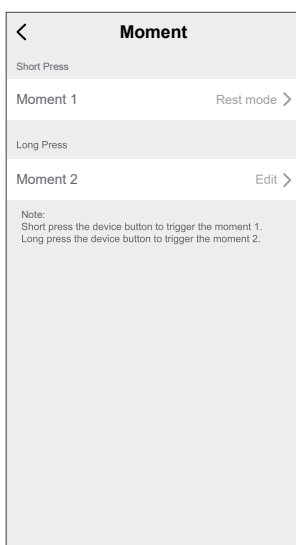 Moment
Short Press
Moment 1 Rest mode
Long Press
Moment 2 Edit
Note:
Short press the device button to trigger the moment 1.
Long press the device button to trigger the moment 2.